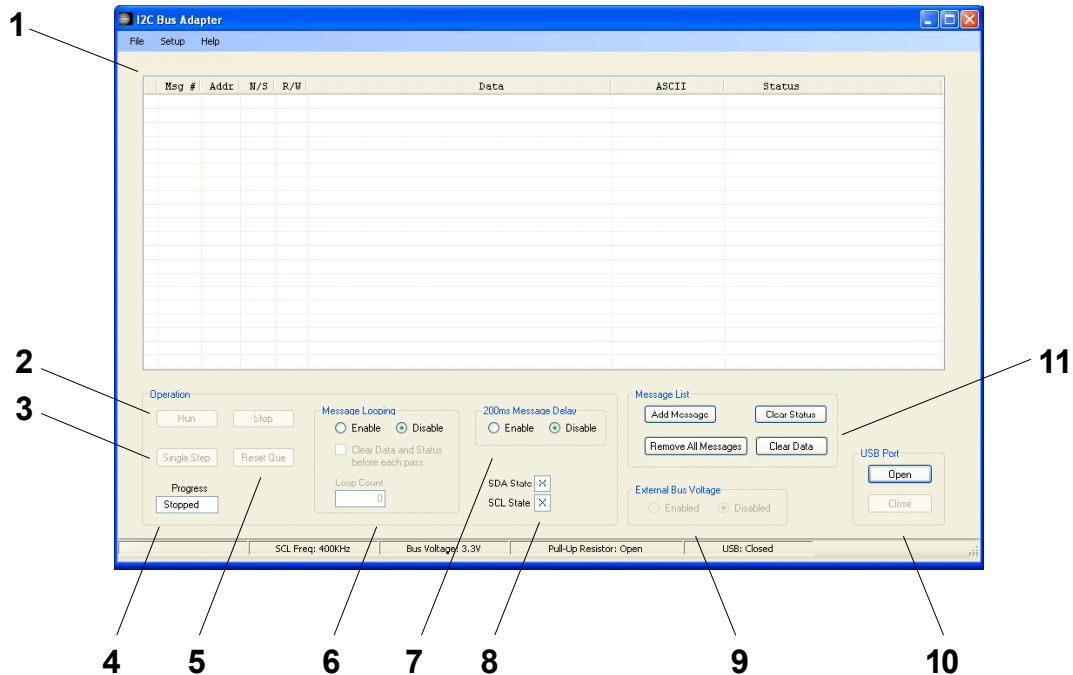 1
I2C Bus Adapter
File Setup Help
Msg # Addr N/S R/W Data ASCII Status
2
3
Operation
Run Stop
Single Step Reset Que
Progress
Stopped
Message Looping
Enable Disable
Clear Data and Status
before each pass
Loop Count
0
200ms Message Delay
Enable Disable
SDA State X
SCL State X
Message List
Add Message Clear Status
Remove All Messages Clear Data
External Bus Voltage
Enabled Disabled
11
USB Port
Open
Close
SCL Freq: 400KHz Bus Voltage: 3.3V Pull-Up Resistor: Open USB: Closed
4 5 6 7 8 9 10